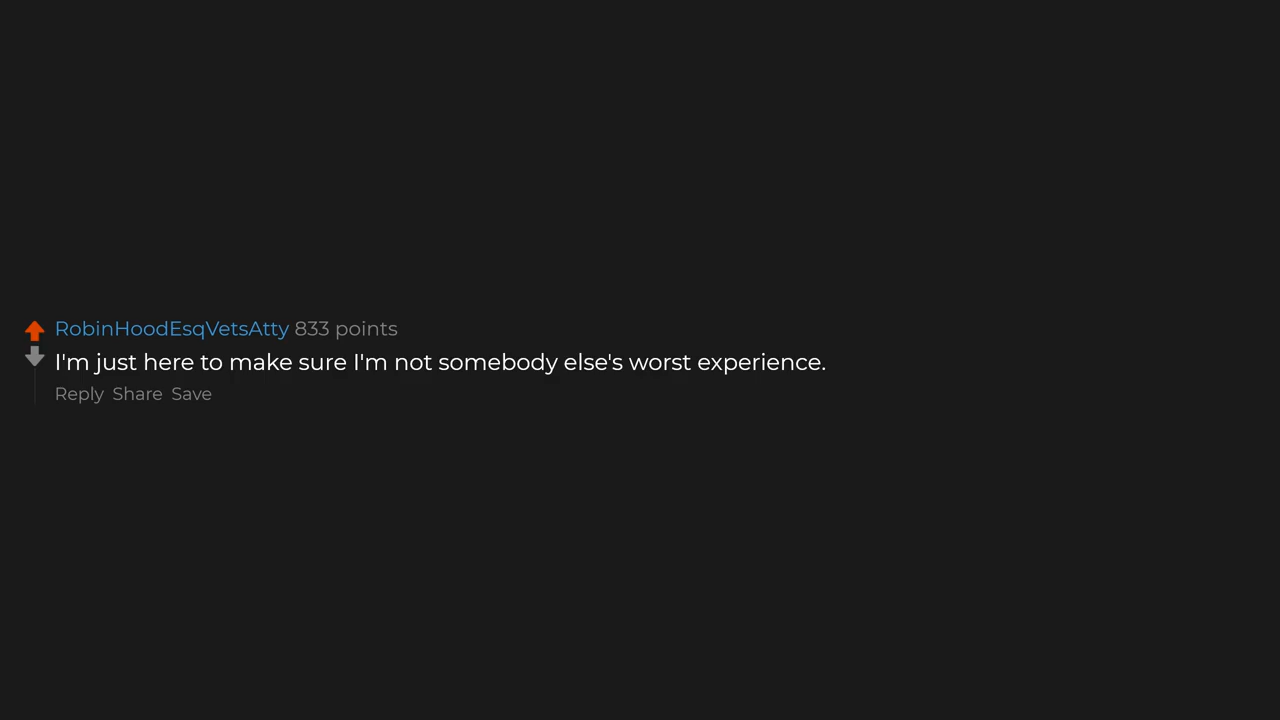 RobinHoodEsqVetsAtty 833 points
I'm just here to make sure I'm not somebody else's worst experience.
Reply Share Save